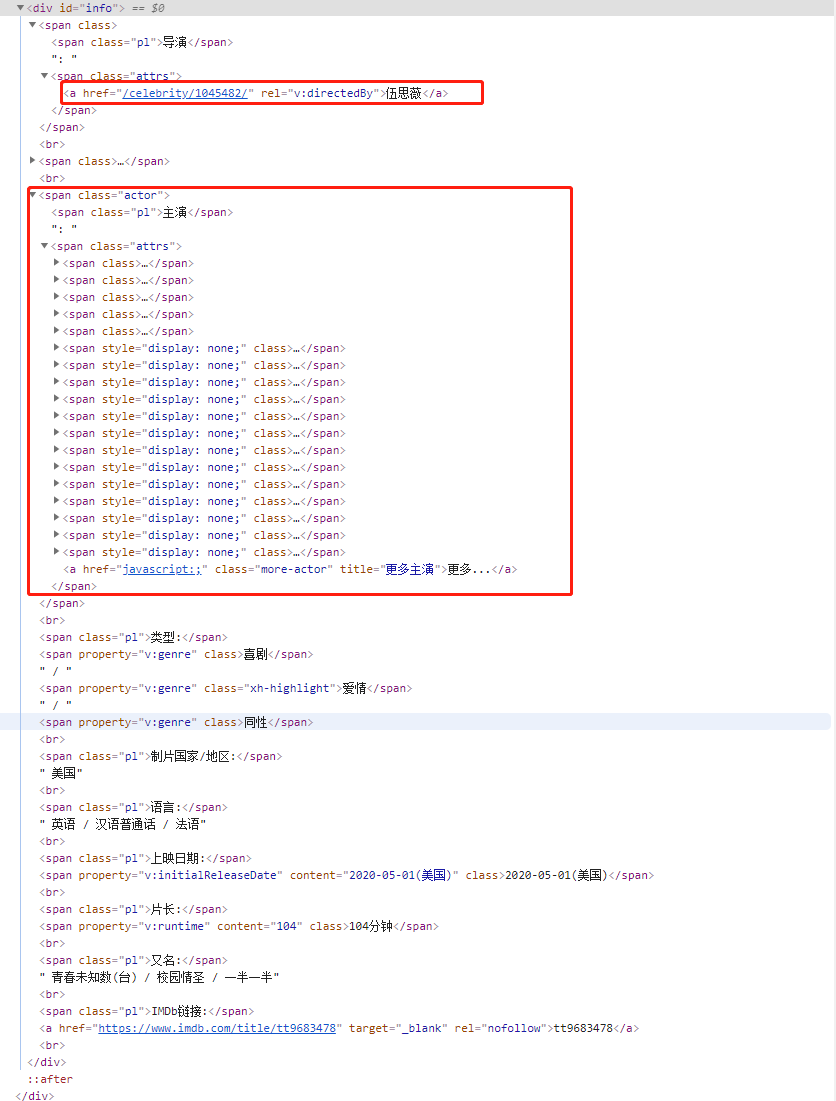 <div id="info"> == $0
<span class>
<span class="pl">导演</span>
": "
<span class="attrs">
<a href="/celebrity/1045482/" rel="v:directedBy">伍思薇</a>
</span>
</span>
<br>
<span class>…</span>
<br>
<span class="actor">
<span class="pl">主演</span>
": "
<span class="attrs">
<span class>…</span>
<span class>…</span>
<span class>…</span>
<span class>…</span>
<span class>…</span>
<span style="display: none;" class>…</span>
<span style="display: none;" class>…</span>
<span style="display: none;" class>…</span>
<span style="display: none;" class>…</span>
<span style="display: none;" class>…</span>
<span style="display: none;" class>…</span>
<span style="display: none;" class>…</span>
<span style="display: none;" class>…</span>
<span style="display: none;" class>…</span>
<span style="display: none;" class>…</span>
<span style="display: none;" class>…</span>
<span style="display: none;" class>…</span>
<span style="display: none;" class>…</span>
<a href="javascript:;" class="more-actor" title="更多主演">更多...</a>
</span>
</span>
<br>
<span class="pl">类型:</span>
<span property="v:genre" class>喜剧</span>
" / "
<span property="v:genre" class="xh-highlight">爱情</span>
" / "
<span property="v:genre" class>同性</span>
<br>
<span class="pl">制片国家/地区:</span>
" 美国"
<br>
<span class="pl">语言:</span>
" 英语 / 汉语普通话 / 法语"
<br>
<span class="pl">上映日期:</span>
<span property="v:initialReleaseDate" content="2020-05-01(美国)" class>2020-05-01(美国)</span>
<br>
<span class="pl">片长:</span>
<span property="v:runtime" content="104" class>104分钟</span>
<br>
<span class="pl">又名:</span>
" 青春未知数(台) / 校园情圣 / 一半一半"
<br>
<span class="pl">IMDb链接:</span>
<a href="https://www.imdb.com/title/tt9683478" target="_blank" rel="nofollow">tt9683478</a>
<br>
</div>
::after
</div>